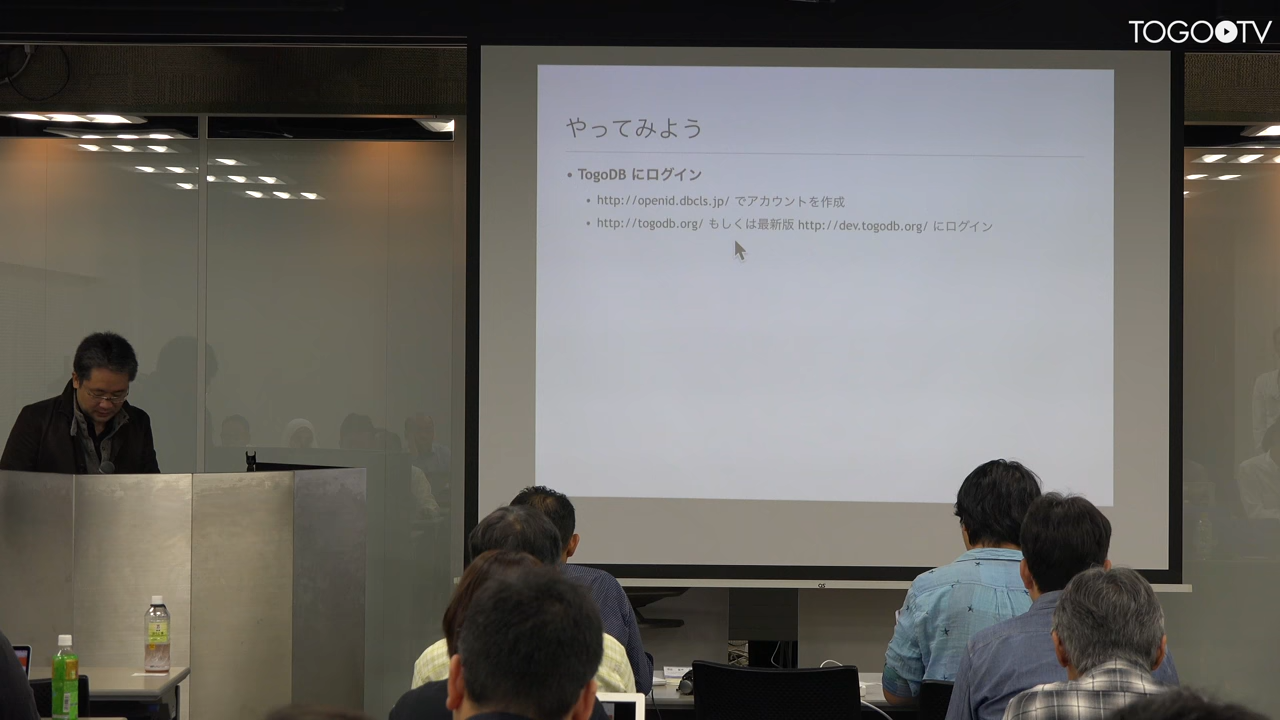 TOGOTV
やってみよう
• TogoDB にログイン
• http://openid.dbcls.jp/ でアカウントを作成
• http://togodb.org/ もしくは最新版 http://dev.togodb.org/ にログイン